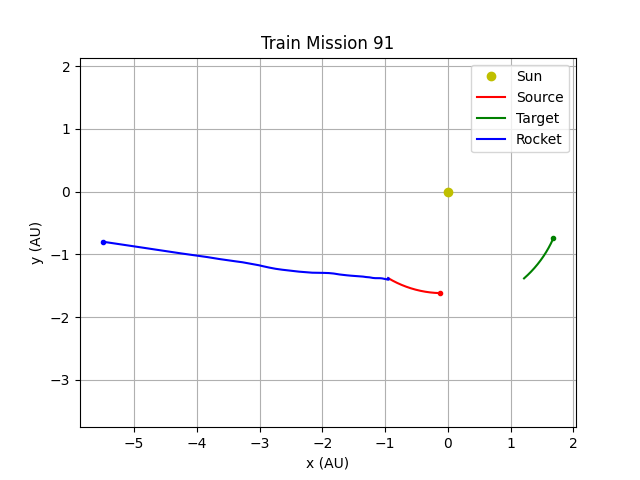 Train Mission 91
Sun
Source
Target
Rocket
2
1
0
−1
−2
−3
y (AU)
−5
−4
−3
−2
−1
0
1
2
x (AU)